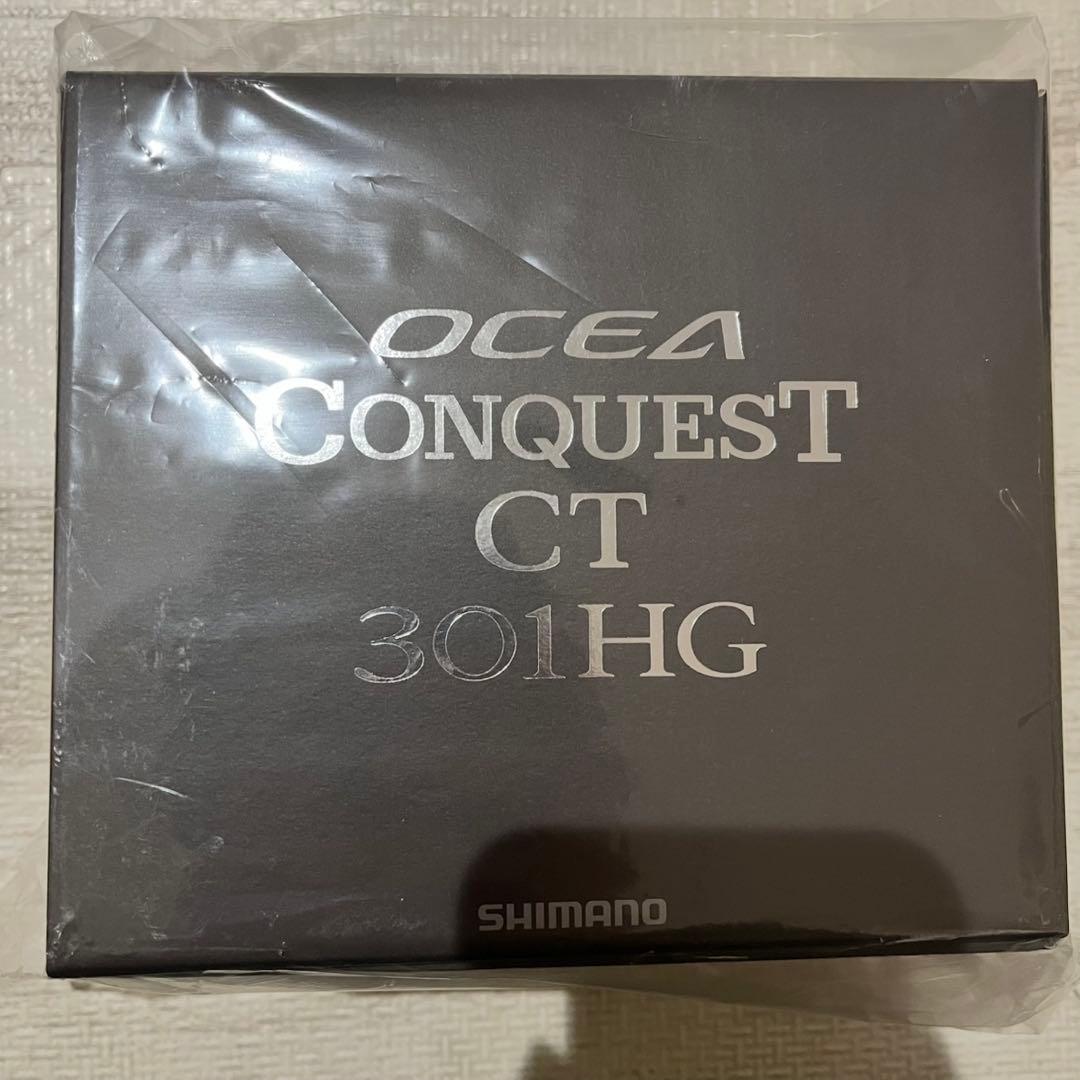 OCEA
CONQUEST
CT
301HG
SHIMANO